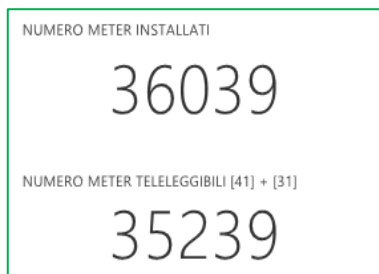 NUMERO METER INSTALLATI
36039
NUMERO METER TELELEGGIBILI [41] + [31]
35239